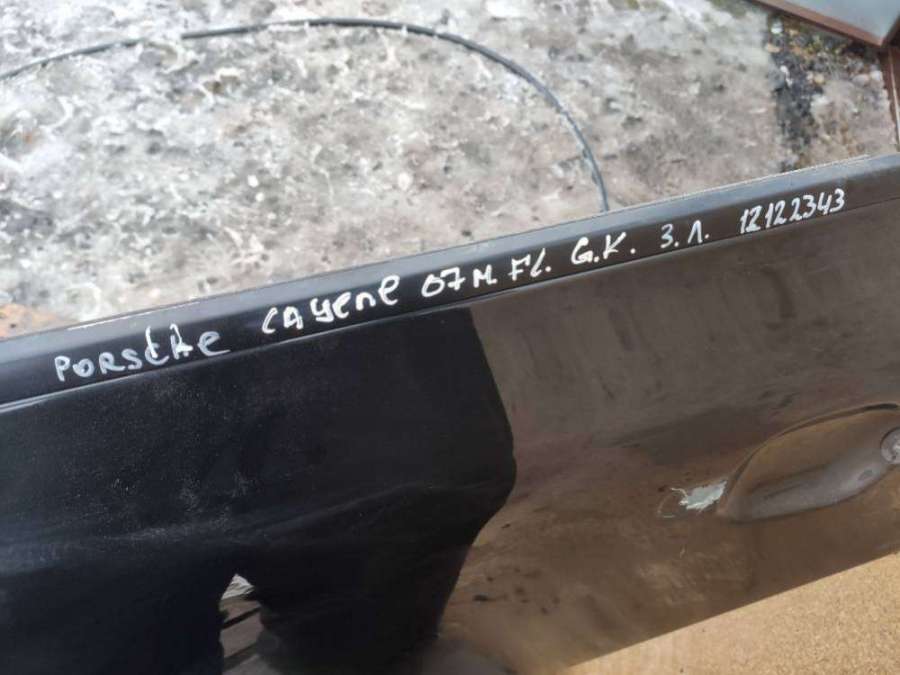 PORSCHE CAYENE 07M. FL. G.K. 3.Л. 12122343